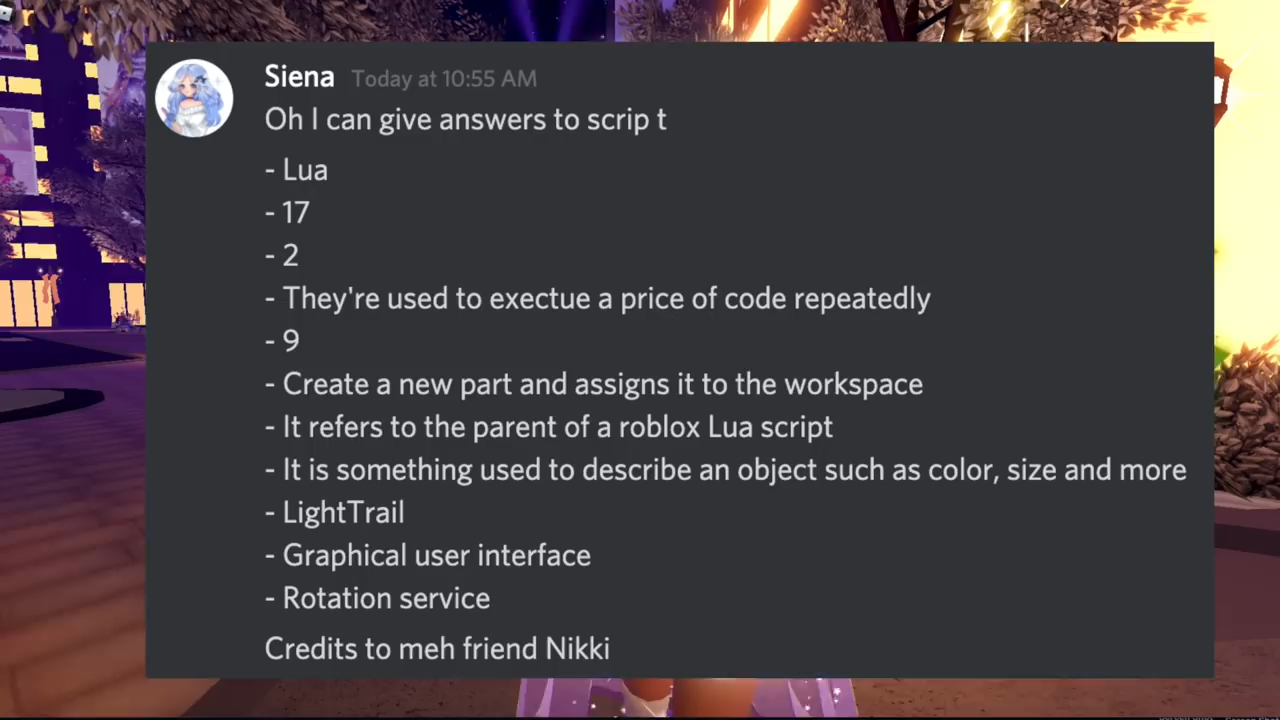 Siena Today at 10:55 AM
Oh I can give answers to scrip t
- Lua
- 17
- 2
- They're used to exectue a price of code repeatedly
- 9
- Create a new part and assigns it to the workspace
- It refers to the parent of a roblox Lua script
- It is something used to describe an object such as color, size and more
- LightTrail
- Graphical user interface
- Rotation service
Credits to meh friend Nikki